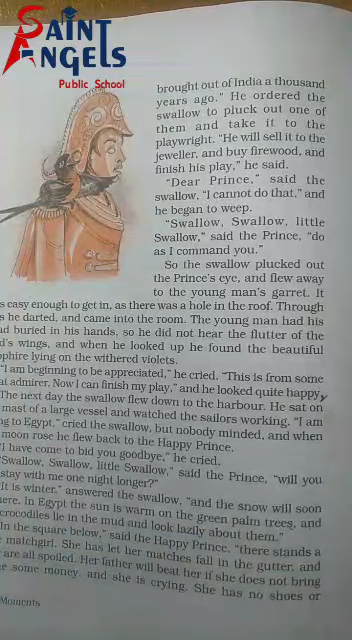 SAINT
ANGELS
Public School
brought out of India a thousand
years ago." He ordered the
swallow to pluck out one of
them and take it to the
playwright. "He will sell it to the
jeweller, and buy firewood, and
finish his play," he said.
"Dear Prince," said the
swallow, "I cannot do that," and
he began to weep.
"Swallow, Swallow, little
Swallow," said the Prince, "do
as I command you."
So the swallow plucked out
the Prince's eye, and flew away
to the young man's garret. It
s easy enough to get in, as there was a hole in the roof. Through
s he darted, and came into the room. The young man had his
ad buried in his hands, so he did not hear the flutter of the
d's wings, and when he looked up he found the beautiful
pphire lying on the withered violets.
"I am beginning to be appreciated," he cried. "This is from some
at admirer. Now I can finish my play," and he looked quite happy.
The next day the swallow flew down to the harbour. He sat on
mast of a large vessel and watched the sailors working. "I am
ng to Egypt," cried the swallow, but nobody minded, and when
moon rose he flew back to the Happy Prince.
"I have come to bid you goodbye," he cried.
"Swallow, Swallow, little Swallow," said the Prince, "will you
stay with me one night longer?"
"It is winter," answered the swallow, "and the snow will soon
here. In Egypt the sun is warm on the green palm trees, and
crocodiles lie in the mud and look lazily about them."
"In the square below," said the Happy Prince, "there stands a
matchgirl. She has let her matches fall in the gutter, and
are all spoiled. Her father will beat her if she does not bring
e some money, and she is crying. She has no shoes or
Moments